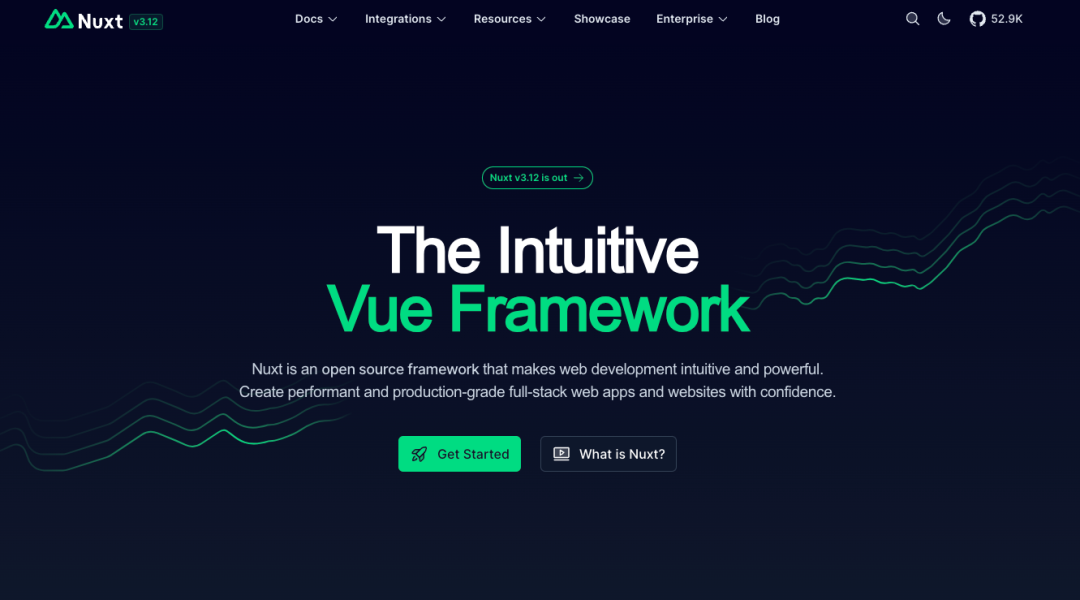 Nuxt v3.12
Docs
Integrations
Resources
Showcase
Enterprise
Blog
52.9K
Nuxt v3.12 is out →
The Intuitive
Vue Framework
Nuxt is an open source framework that makes web development intuitive and powerful.
Create performant and production-grade full-stack web apps and websites with confidence.
Get Started
What is Nuxt?